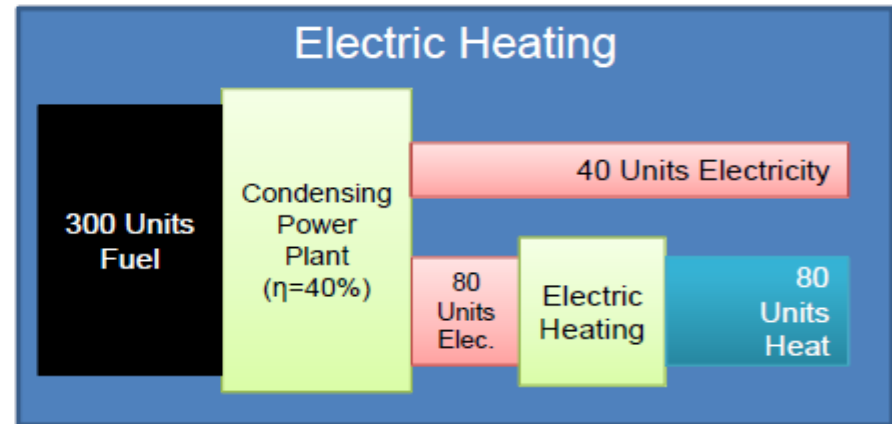 Electric Heating
300 Units
Fuel
Condensing
Power
Plant
(η=40%)
40 Units Electricity
80
Units
Elec.
Electric
Heating
80
Units
Heat